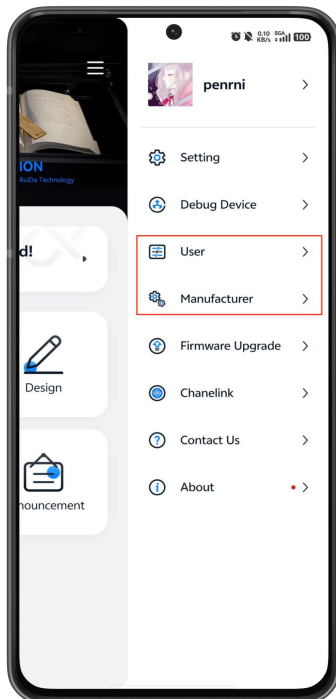 0.10
KB/s
5GA
100
penrni
ION
RuiDa Technology
Setting
Debug Device
d!
User
Manufacturer
Firmware Upgrade
Design
Chanelink
Contact Us
nouncement
About